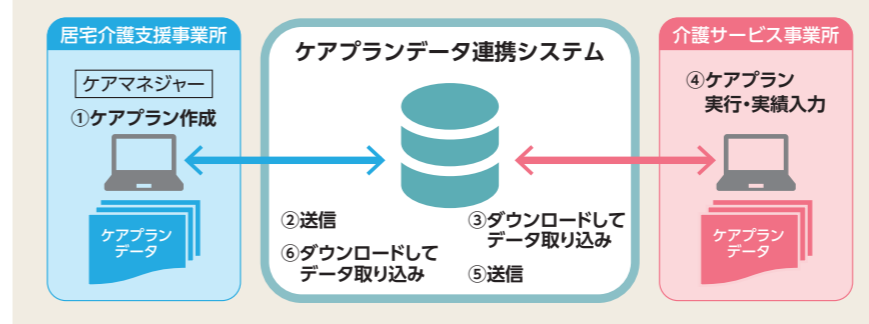 居宅介護支援事業所
ケアマネジャー
①ケアプラン作成
ケアプラン
データ
ケアプランデータ連携システム
②送信
⑥ダウンロードして
データ取り込み
③ダウンロードして
データ取り込み
⑤送信
介護サービス事業所
④ケアプラン
実行・実績入力
ケアプラン
データ